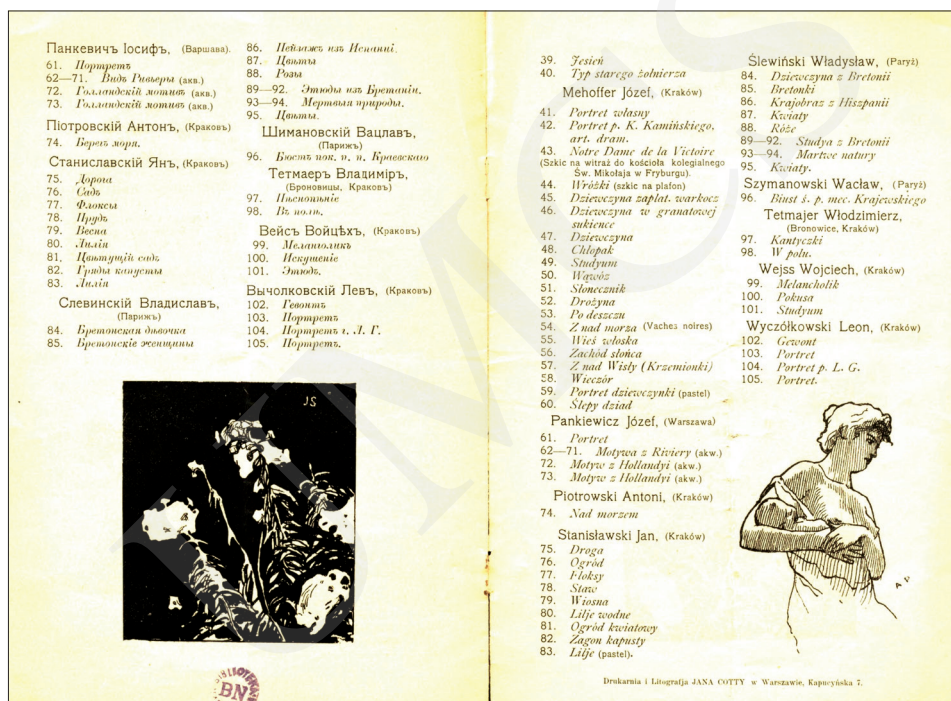 Панкевичъ Іосифъ, (Варшава).
61. Портретъ
62—71. Виды Ривьеры (акв.)
72. Голландскій мотивъ (акв.)
73. Голландскій мотивъ (акв.)
Піотровскій Антонъ, (Краковъ)
74. Берегъ моря.
Станиславскій Янъ, (Краковъ)
75. Дорога
76. Садъ
77. Флоксы
78. Прудъ
79. Весна
80. Лиліи
81. Цвѣтущій садъ
82. Гряды капусты
83. Лиліи
Слевинскій Владиславъ,
(Парижъ)
84. Бретонская дѣвочка
85. Бретонскіе женщины
86. Пейзажъ изъ Испаніи.
87. Цвѣты
88. Розы
89—92. Этюды изъ Бретаніи.
93—94. Мертвая природы.
95. Цвѣты.
Шимановскій Вацлавъ,
(Парижъ)
96. Бюстъ пок. п. п. Краевскаго
Тетмаеръ Владиміръ,
(Броновицы, Краковъ)
97. Пѣснопѣніе
98. Въ полѣ.
Вейсъ Войцѣхъ, (Краковъ)
99. Меланхоликъ
100. Искушеніе
101. Этюдъ.
Вычолковскій Левъ, (Краковъ)
102. Гевонтъ
103. Портретъ
104. Портретъ г. Л. Г.
105. Портретъ.
JS
BIBLIOTEKA
BN
39. Jesień
40. Typ starego żołnierza
Mehoffer Józef, (Kraków)
41. Portret własny
42. Portret p. K. Kamińskiego,
art. dram.
43. Notre Dame de la Victoire
(Szkic na witraż do kościoła kolegialnego
Św. Mikołaja w Fryburgu).
44. Wróżki (szkic na plafon)
45. Dziewczyna zaplat. warkocz
46. Dziewczyna w granatowej
sukience
47. Dziewczyna
48. Chłopak
49. Studyum
50. Wąwóz
51. Słonecznik
52. Drożyna
53. Po deszczu
54. Z nad morza (Vaches noires)
55. Wieś włoska
56. Zachód słońca
57. Z nad Wisły (Krzemionki)
58. Wieczór
59. Portret dziewczynki (pastel)
60. Ślepy dziad
Pankiewicz Józef, (Warszawa)
61. Portret
62—71. Motywa z Riviery (akw.)
72. Motyw z Hollandyi (akw.)
73. Motyw z Hollandyi (akw.)
Piotrowski Antoni, (Kraków)
74. Nad morzem
Stanisławski Jan, (Kraków)
75. Droga
76. Ogród
77. Floksy
78. Staw
79. Wiosna
80. Lilje wodne
81. Ogród kwiatowy
82. Zagon kapusty
83. Lilje (pastel).
Ślewiński Władysław, (Paryż)
84. Dziewczyna z Bretonii
85. Bretonki
86. Krajobraz z Hiszpanii
87. Kwiaty
88. Róże
89—92. Studya z Bretonii
93—94. Martwe natury
95. Kwiaty.
Szymanowski Wacław, (Paryż)
96. Biust ś. p. mec. Krajewskiego
Tetmajer Włodzimierz,
(Bronowice, Kraków)
97. Kantyczki
98. W polu.
Wejss Wojciech, (Kraków)
99. Melancholik
100. Pokusa
101. Studyum
Wyczółkowski Leon, (Kraków)
102. Gewont
103. Portret
104. Portret p. L. G.
105. Portret.
A. P.
Drukarnia i Litografja JANA COTTY w Warszawie, Kapucyńska 7.
UMCS